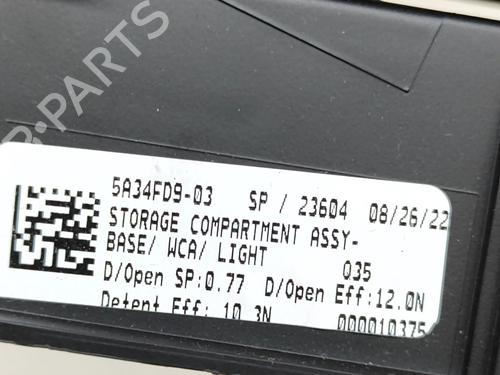 5A34FD9-03 SP / 23604 08/26/22
STORAGE COMPARTMENT ASSY-
BASE/ WCA/ LIGHT Q35
D/Open SP:0.77 D/Open Eff:12.0N
Detent Eff: 10.3N 000010375
B-PARTS